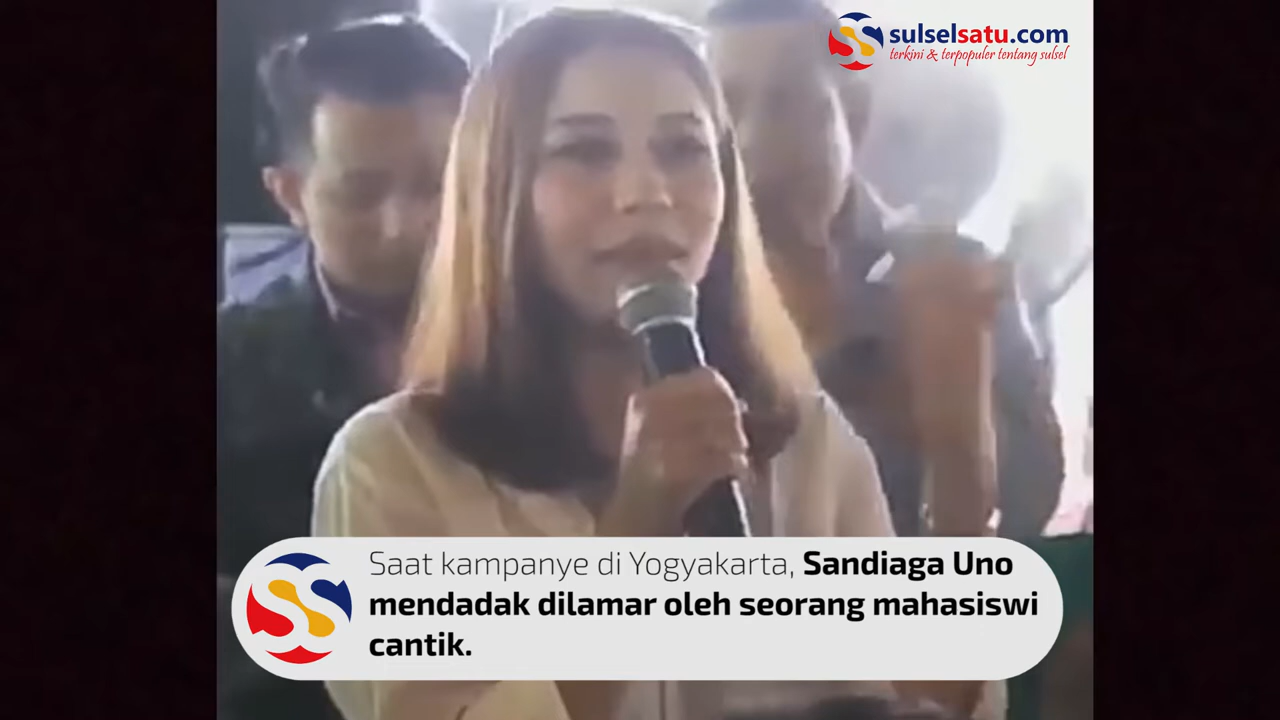 sulselsatu.com
terkini & terpopuler tentang sulsel
Saat kampanye di Yogyakarta, Sandiaga Uno
mendadak dilamar oleh seorang mahasiswi
cantik.